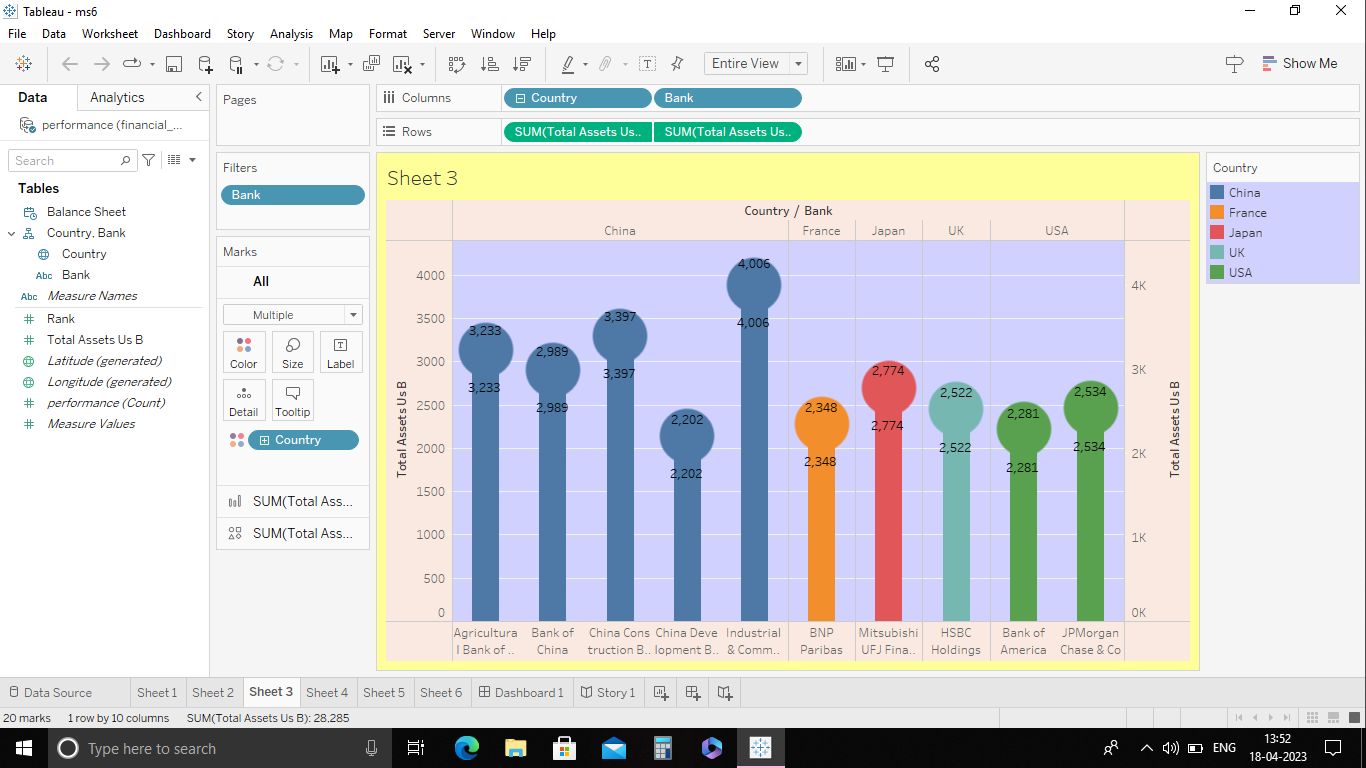 Tableau - ms6
File Data Worksheet Dashboard Story Analysis Map Format Server Window Help
Entire View
Show Me
Data Analytics
performance (financial_...
Search
Tables
Balance Sheet
Country, Bank
Country
Abc Bank
Abc Measure Names
Rank
Total Assets Us B
Latitude (generated)
Longitude (generated)
performance (Count)
Measure Values
Pages
Filters
Bank
Marks
All
Multiple
Color Size Label
Detail Tooltip
Country
SUM(Total Ass...
SUM(Total Ass...
Columns Country Bank
Rows SUM(Total Assets Us.. SUM(Total Assets Us..
Sheet 3
Country / Bank
China France Japan UK USA
Total Assets Us B
4000
3500
3000
2500
2000
1500
1000
500
0
3,233
3,233
2,989
2,989
3,397
3,397
2,202
2,202
4,006
4,006
2,348
2,348
2,774
2,774
2,522
2,522
2,281
2,281
2,534
2,534
4K
3K
2K
1K
0K
Total Assets Us B
Agricultura Bank of China Cons China Deve Industrial BNP Mitsubishi HSBC Bank of JPMorgan
l Bank of .. China truction B.. lopment B.. & Comm.. Paribas UFJ Fina.. Holdings America Chase & Co
Country
China
France
Japan
UK
USA
Data Source Sheet 1 Sheet 2 Sheet 3 Sheet 4 Sheet 5 Sheet 6 Dashboard 1 Story 1
20 marks 1 row by 10 columns SUM(Total Assets Us B): 28,285
Type here to search
ENG
13:52
18-04-2023